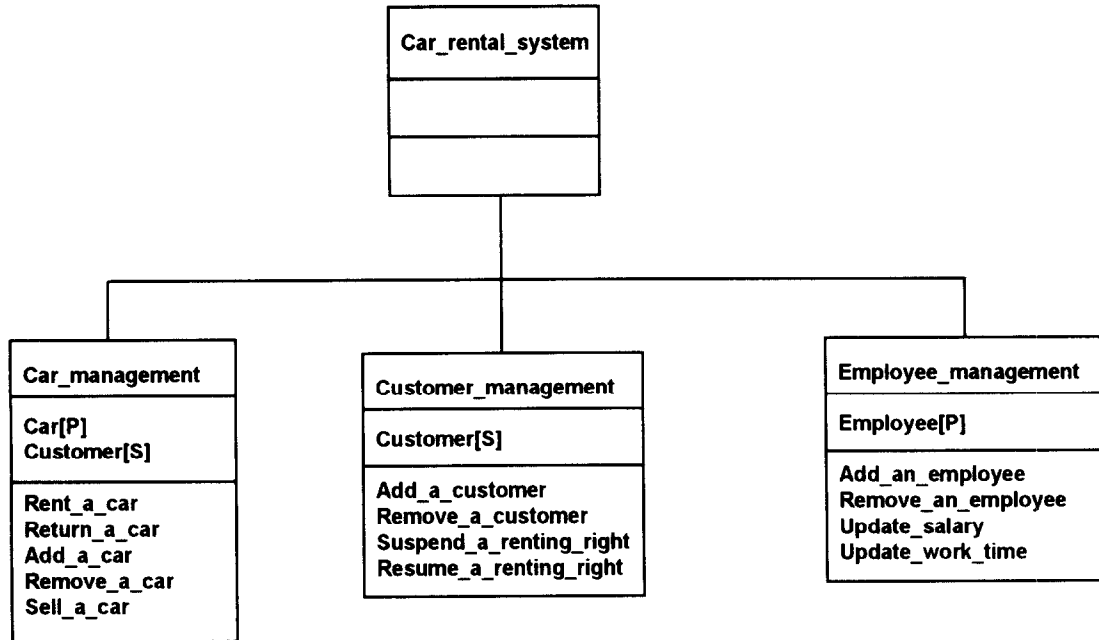 Car_rental_system
Car_management
Car[P]
Customer[S]
Rent_a_car
Return_a_car
Add_a_car
Remove_a_car
Sell_a_car
Customer_management
Customer[S]
Add_a_customer
Remove_a_customer
Suspend_a_renting_right
Resume_a_renting_right
Employee_management
Employee[P]
Add_an_employee
Remove_an_employee
Update_salary
Update_work_time